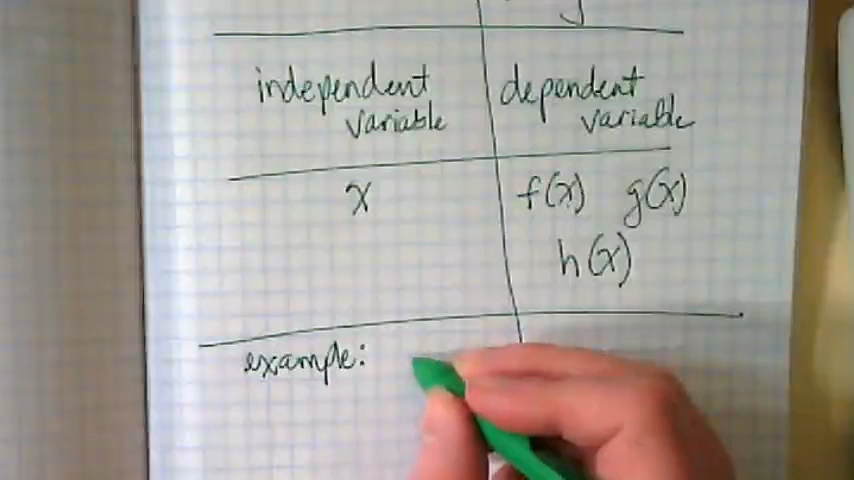 independent variable
dependent variable
x
f(x) g(x)
h(x)
example: